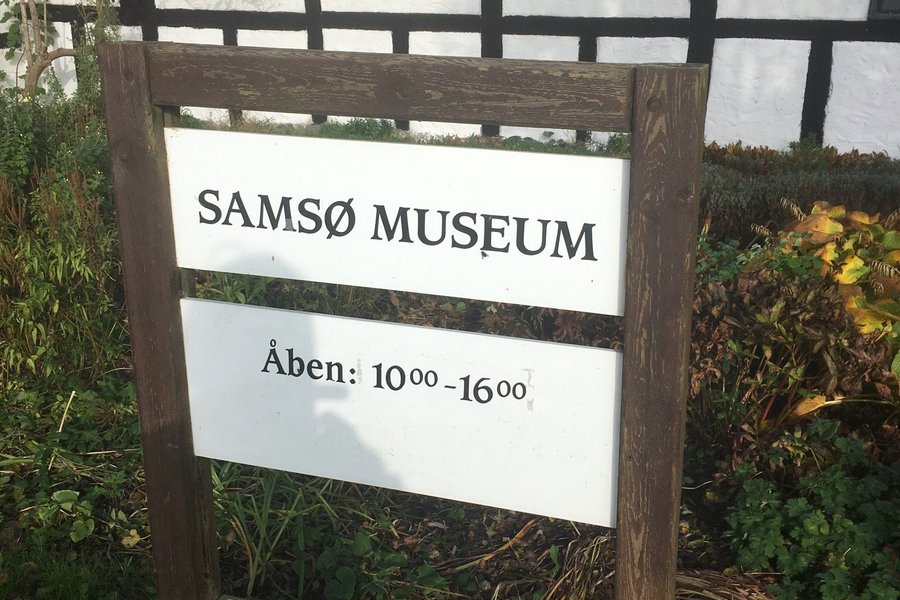 SAMSØ MUSEUM
Åben: 10⁰⁰ - 16⁰⁰